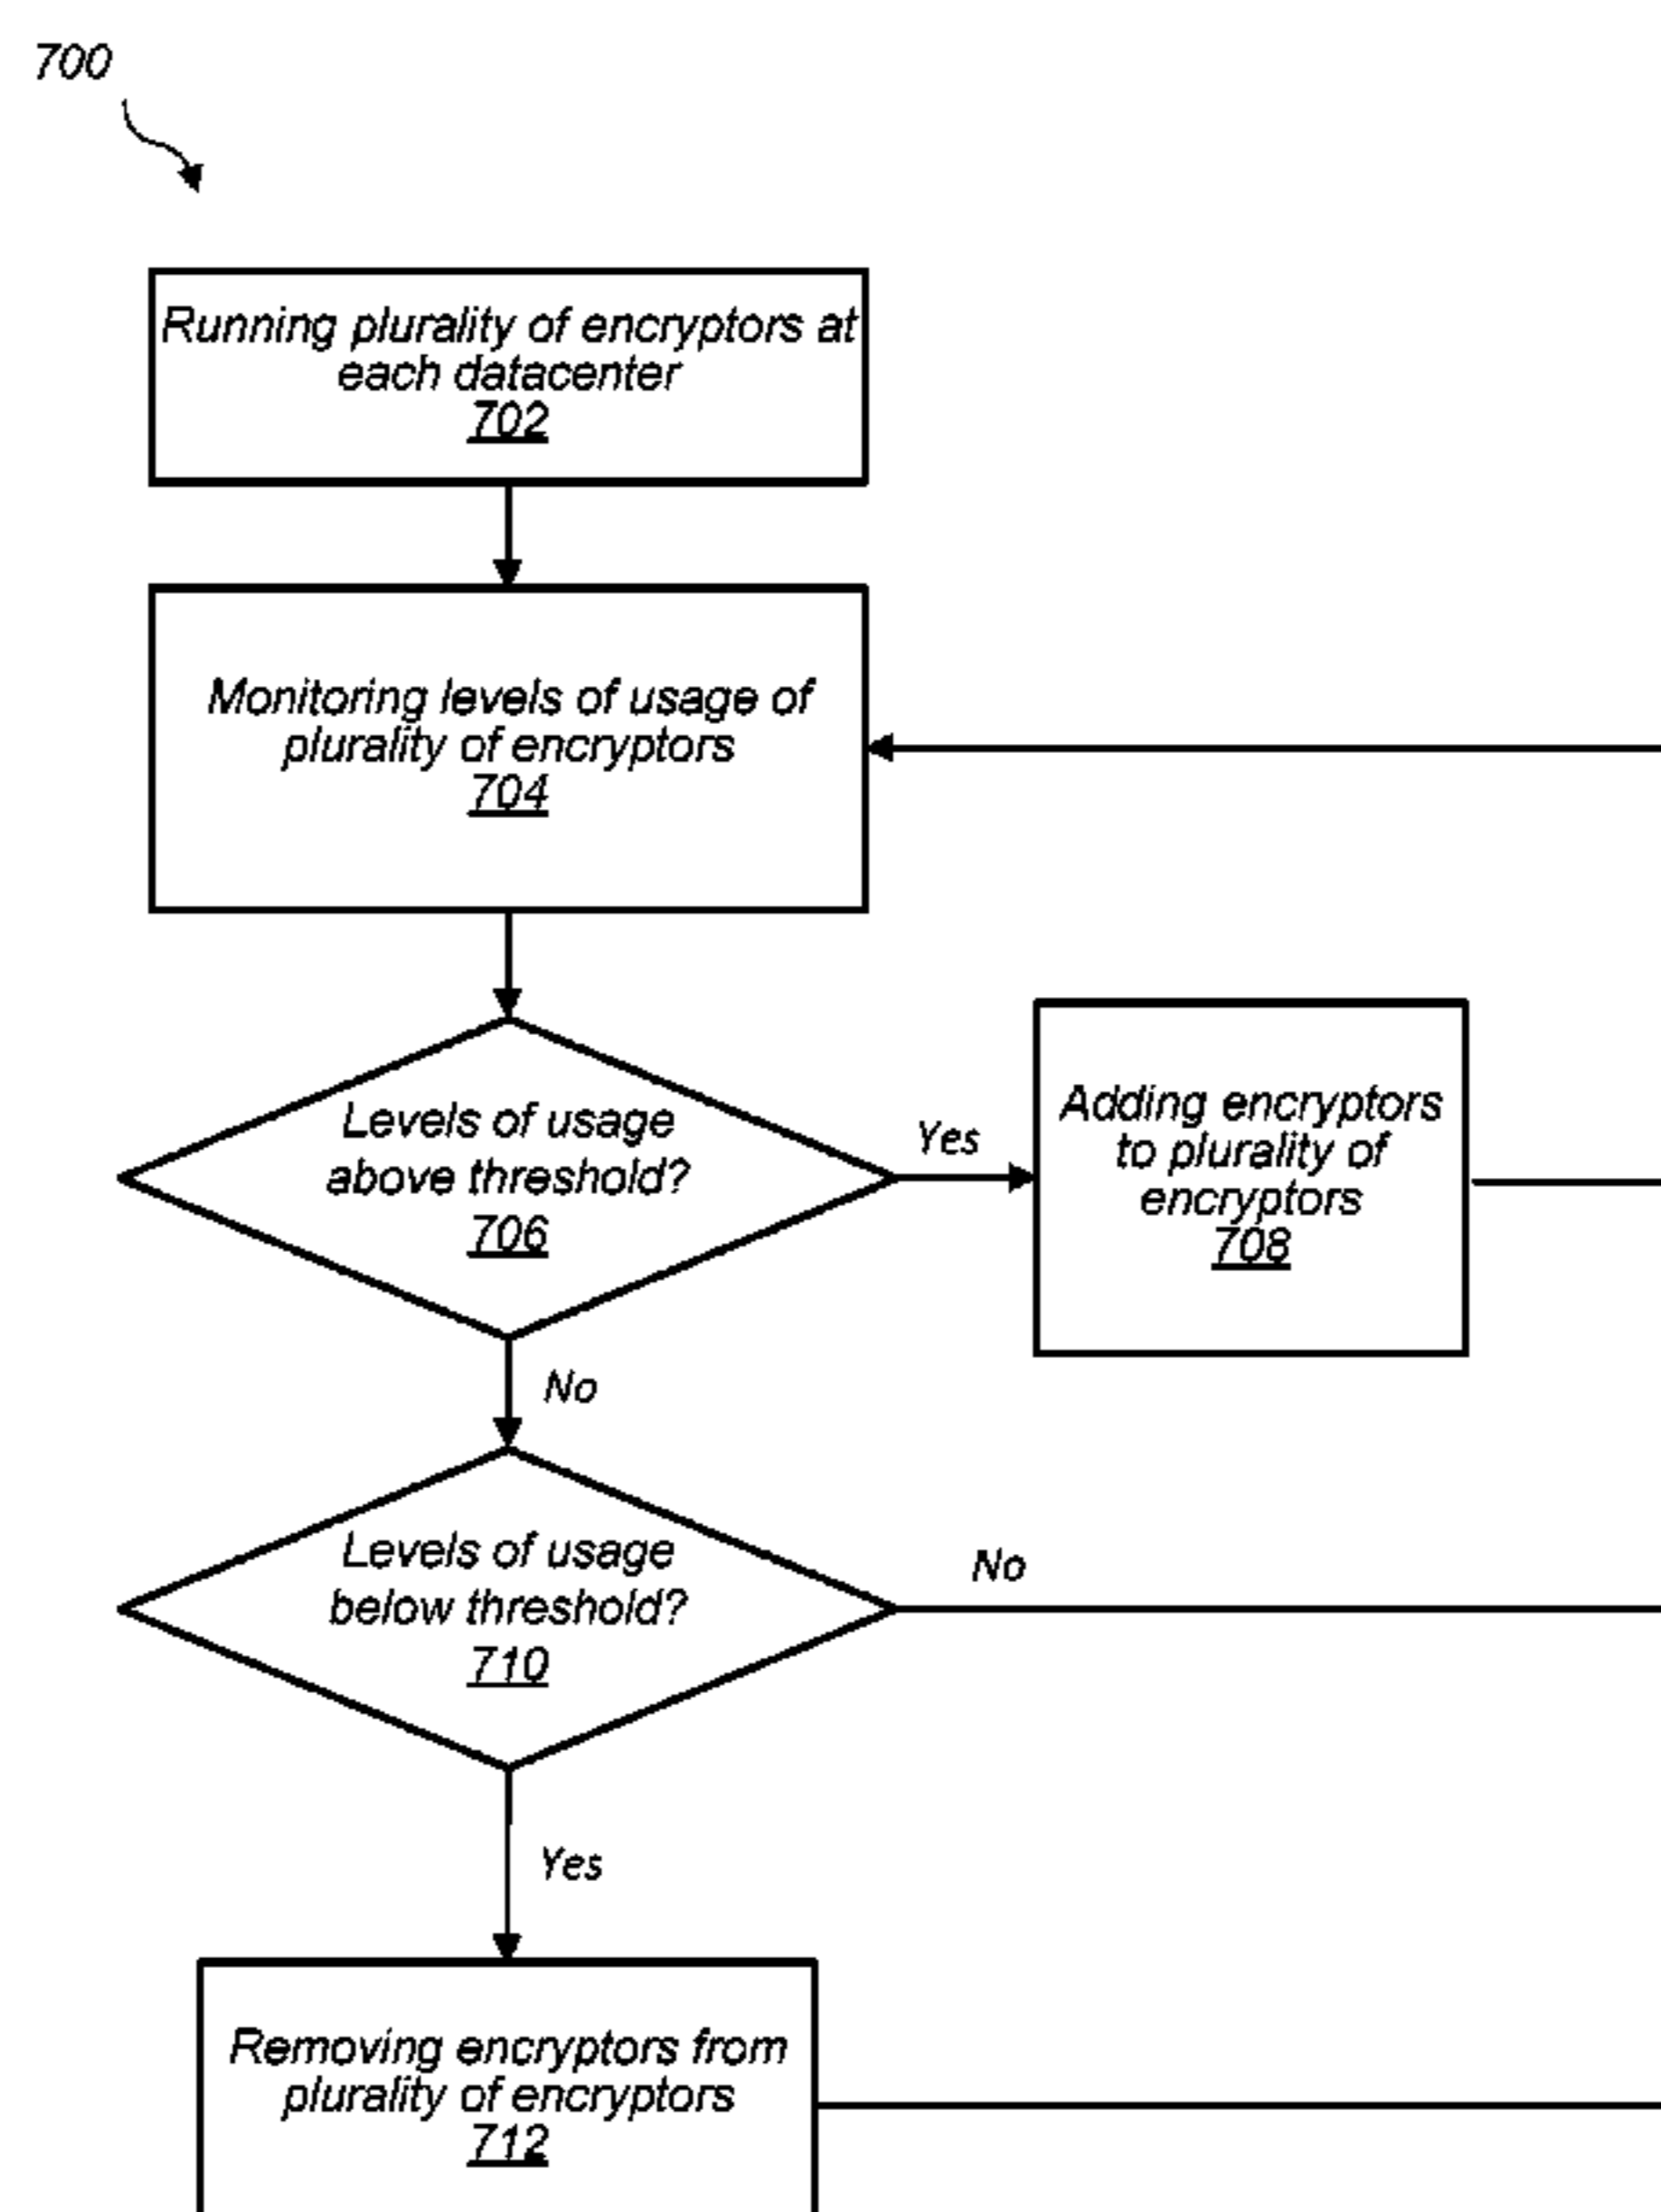 700
Running plurality of encryptors at
each datacenter
702
Monitoring levels of usage of
plurality of encryptors
704
Levels of usage
above threshold?
706
Yes
Adding encryptors
to plurality of
encryptors
708
No
Levels of usage
below threshold?
710
No
Yes
Removing encryptors from
plurality of encryptors
712